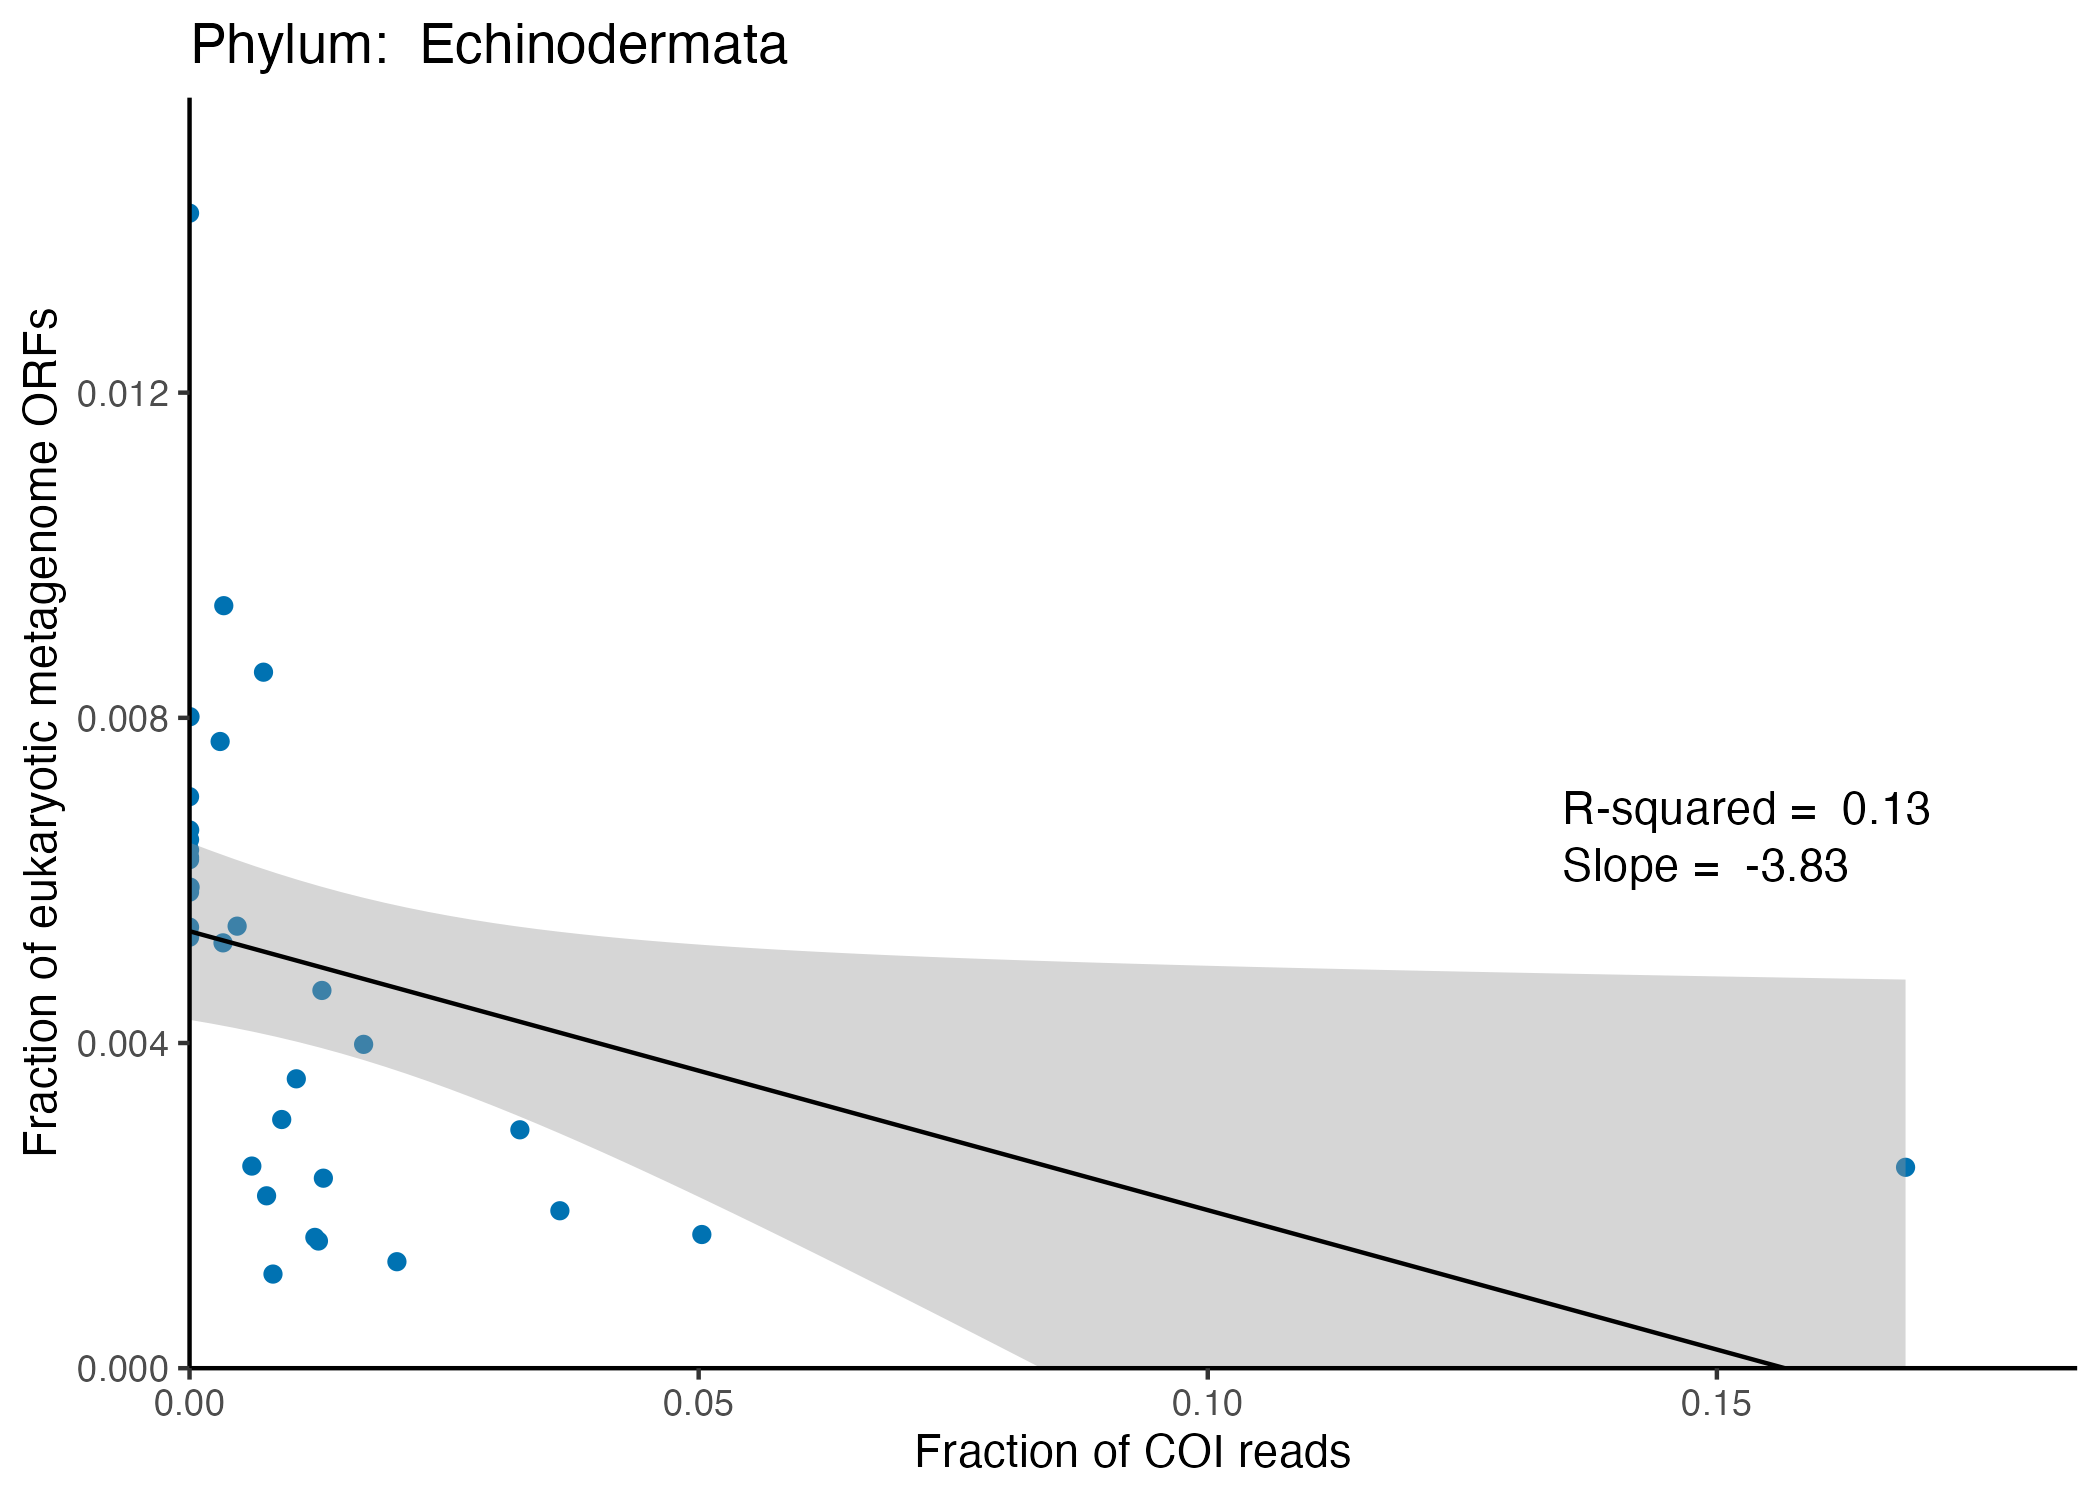 Phylum:  Echinodermata
Fraction of eukaryotic metagenome ORFs
0.012
0.008
0.004
0.000
R-squared =  0.13
Slope =  -3.83
0.00
0.05
0.10
0.15
Fraction of COI reads